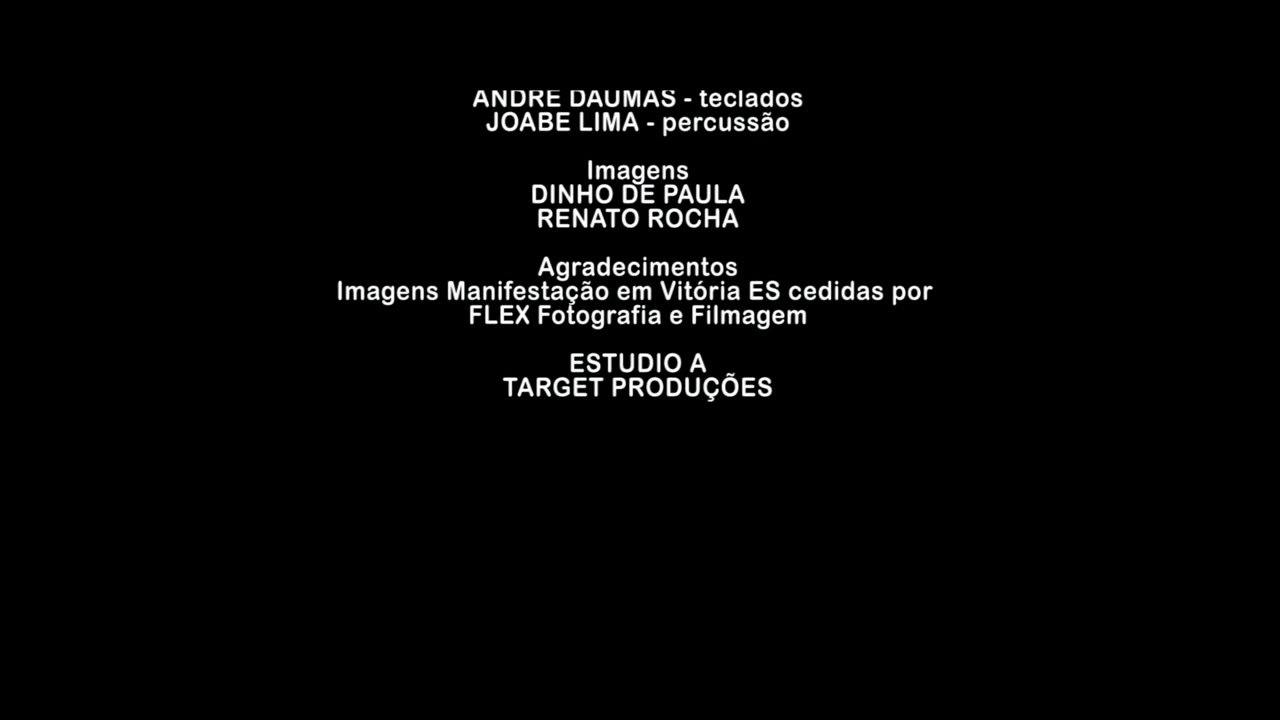 ANDRE DAUMAS - teclados
JOABE LIMA - percussão
Imagens
DINHO DE PAULA
RENATO ROCHA
Agradecimentos
Imagens Manifestação em Vitória ES cedidas por
FLEX Fotografia e Filmagem
ESTUDIO A
TARGET PRODUÇÕES